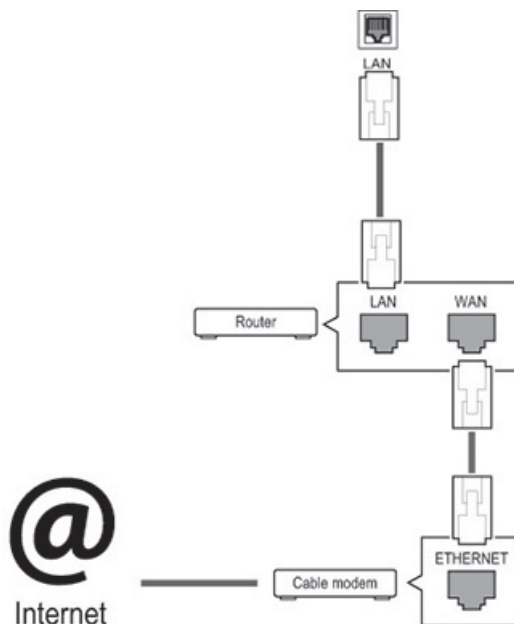 LAN
LAN WAN
Router
ETHERNET
Cable modem
@
Internet